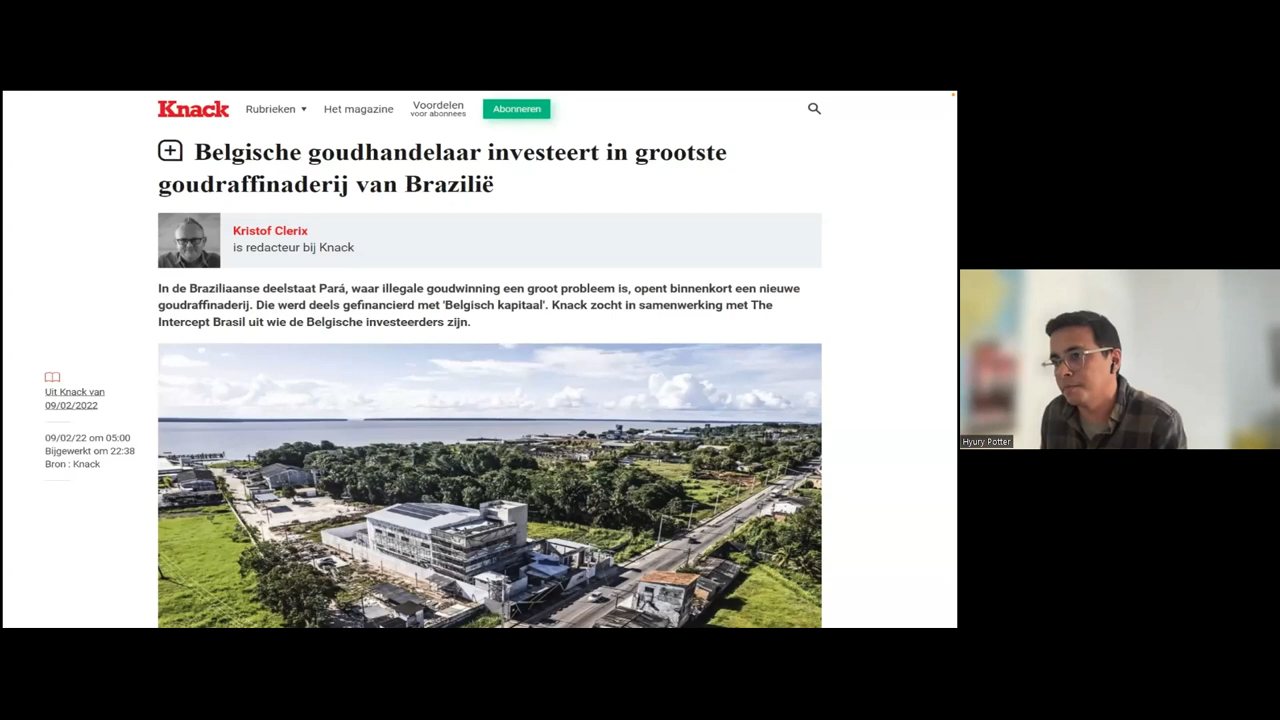 Knack
Rubrieken
Het magazine
Voordelen
voor abonnees
Abonneren
Belgische goudhandelaar investeert in grootste
goudraffinaderij van Brazilië
Kristof Clerix
is redacteur bij Knack
In de Braziliaanse deelstaat Pará, waar illegale goudwinning een groot probleem is, opent binnenkort een nieuwe
goudraffinaderij. Die werd deels gefinancierd met 'Belgisch kapitaal'. Knack zocht in samenwerking met The
Intercept Brasil uit wie de Belgische investeerders zijn.
Uit Knack van
09/02/2022
09/02/22 om 05:00
Bijgewerkt om 22:38
Bron : Knack
Hyury Potter